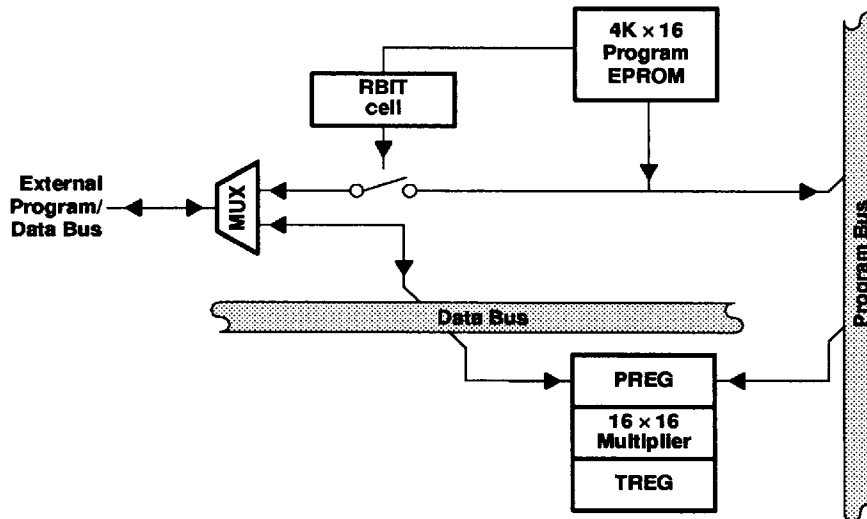 4K × 16
Program
EPROM
RBIT
cell
External
Program/
Data Bus
MUX
Program Bus
Data Bus
PREG
16 × 16
Multiplier
TREG